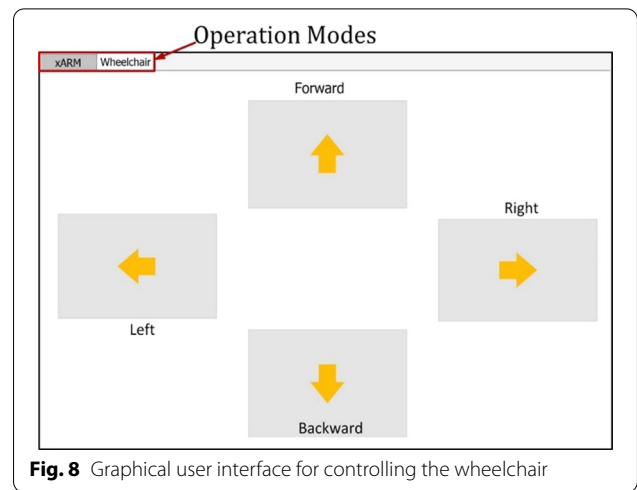 Operation Modes
xARM Wheelchair
Forward
Right
Left
Backward
Fig. 8 Graphical user interface for controlling the wheelchair